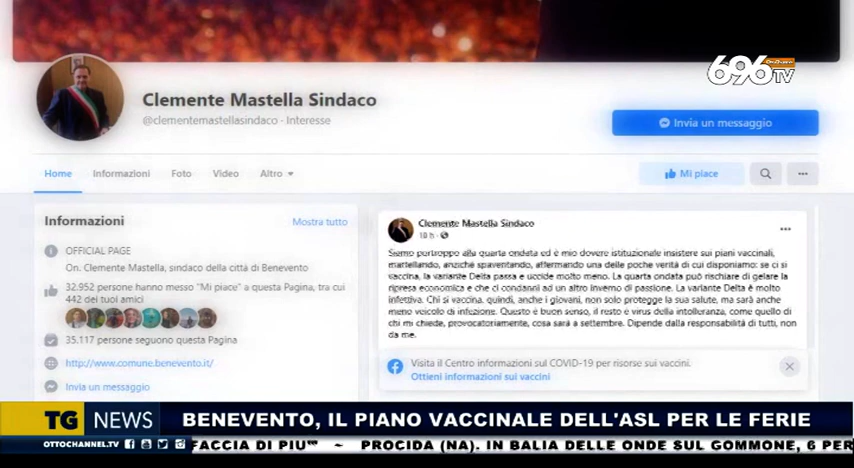 696 TV
OttoChannel
Clemente Mastella Sindaco
@clementemastellasindaco · Interesse
Invia un messaggio
Home Informazioni Foto Video Altro
Mi piace
Informazioni Mostra tutto
OFFICIAL PAGE
On. Clemente Mastella, sindaco della città di Benevento
32.952 persone hanno messo "Mi piace" a questa Pagina, tra cui
442 dei tuoi amici
35.117 persone seguono questa Pagina
http://www.comune.benevento.it/
Invia un messaggio
Clemente Mastella Sindaco
18 h ·
Siamo purtroppo alla quarta ondata ed è mio dovere istituzionale insistere sui piani vaccinali,
martellando, anziché spaventando, affermando una delle poche verità di cui disponiamo: se ci si
vaccina, la variante Delta passa e uccide molto meno. La quarta ondata può rischiare di gelare la
ripresa economica e che ci condanni ad un altro inverno di passione. La variante Delta è molto
infettiva. Chi si vaccina, quindi, anche i giovani, non solo protegge la sua salute, ma sarà anche
meno veicolo di infezione. Questo è buon senso, il resto è virus della intolleranza, come quello di
chi mi chiede, provocatoriamente, cosa sarà a settembre. Dipende dalla responsabilità di tutti, non
da me.
Visita il Centro informazioni sul COVID-19 per risorse sui vaccini.
Ottieni informazioni sui vaccini
TG NEWS BENEVENTO, IL PIANO VACCINALE DELL'ASL PER LE FERIE
OTTOCHANNEL.TV FACCIA DI PIU'" ~ PROCIDA (NA). IN BALIA DELLE ONDE SUL GOMMONE, 6 PER